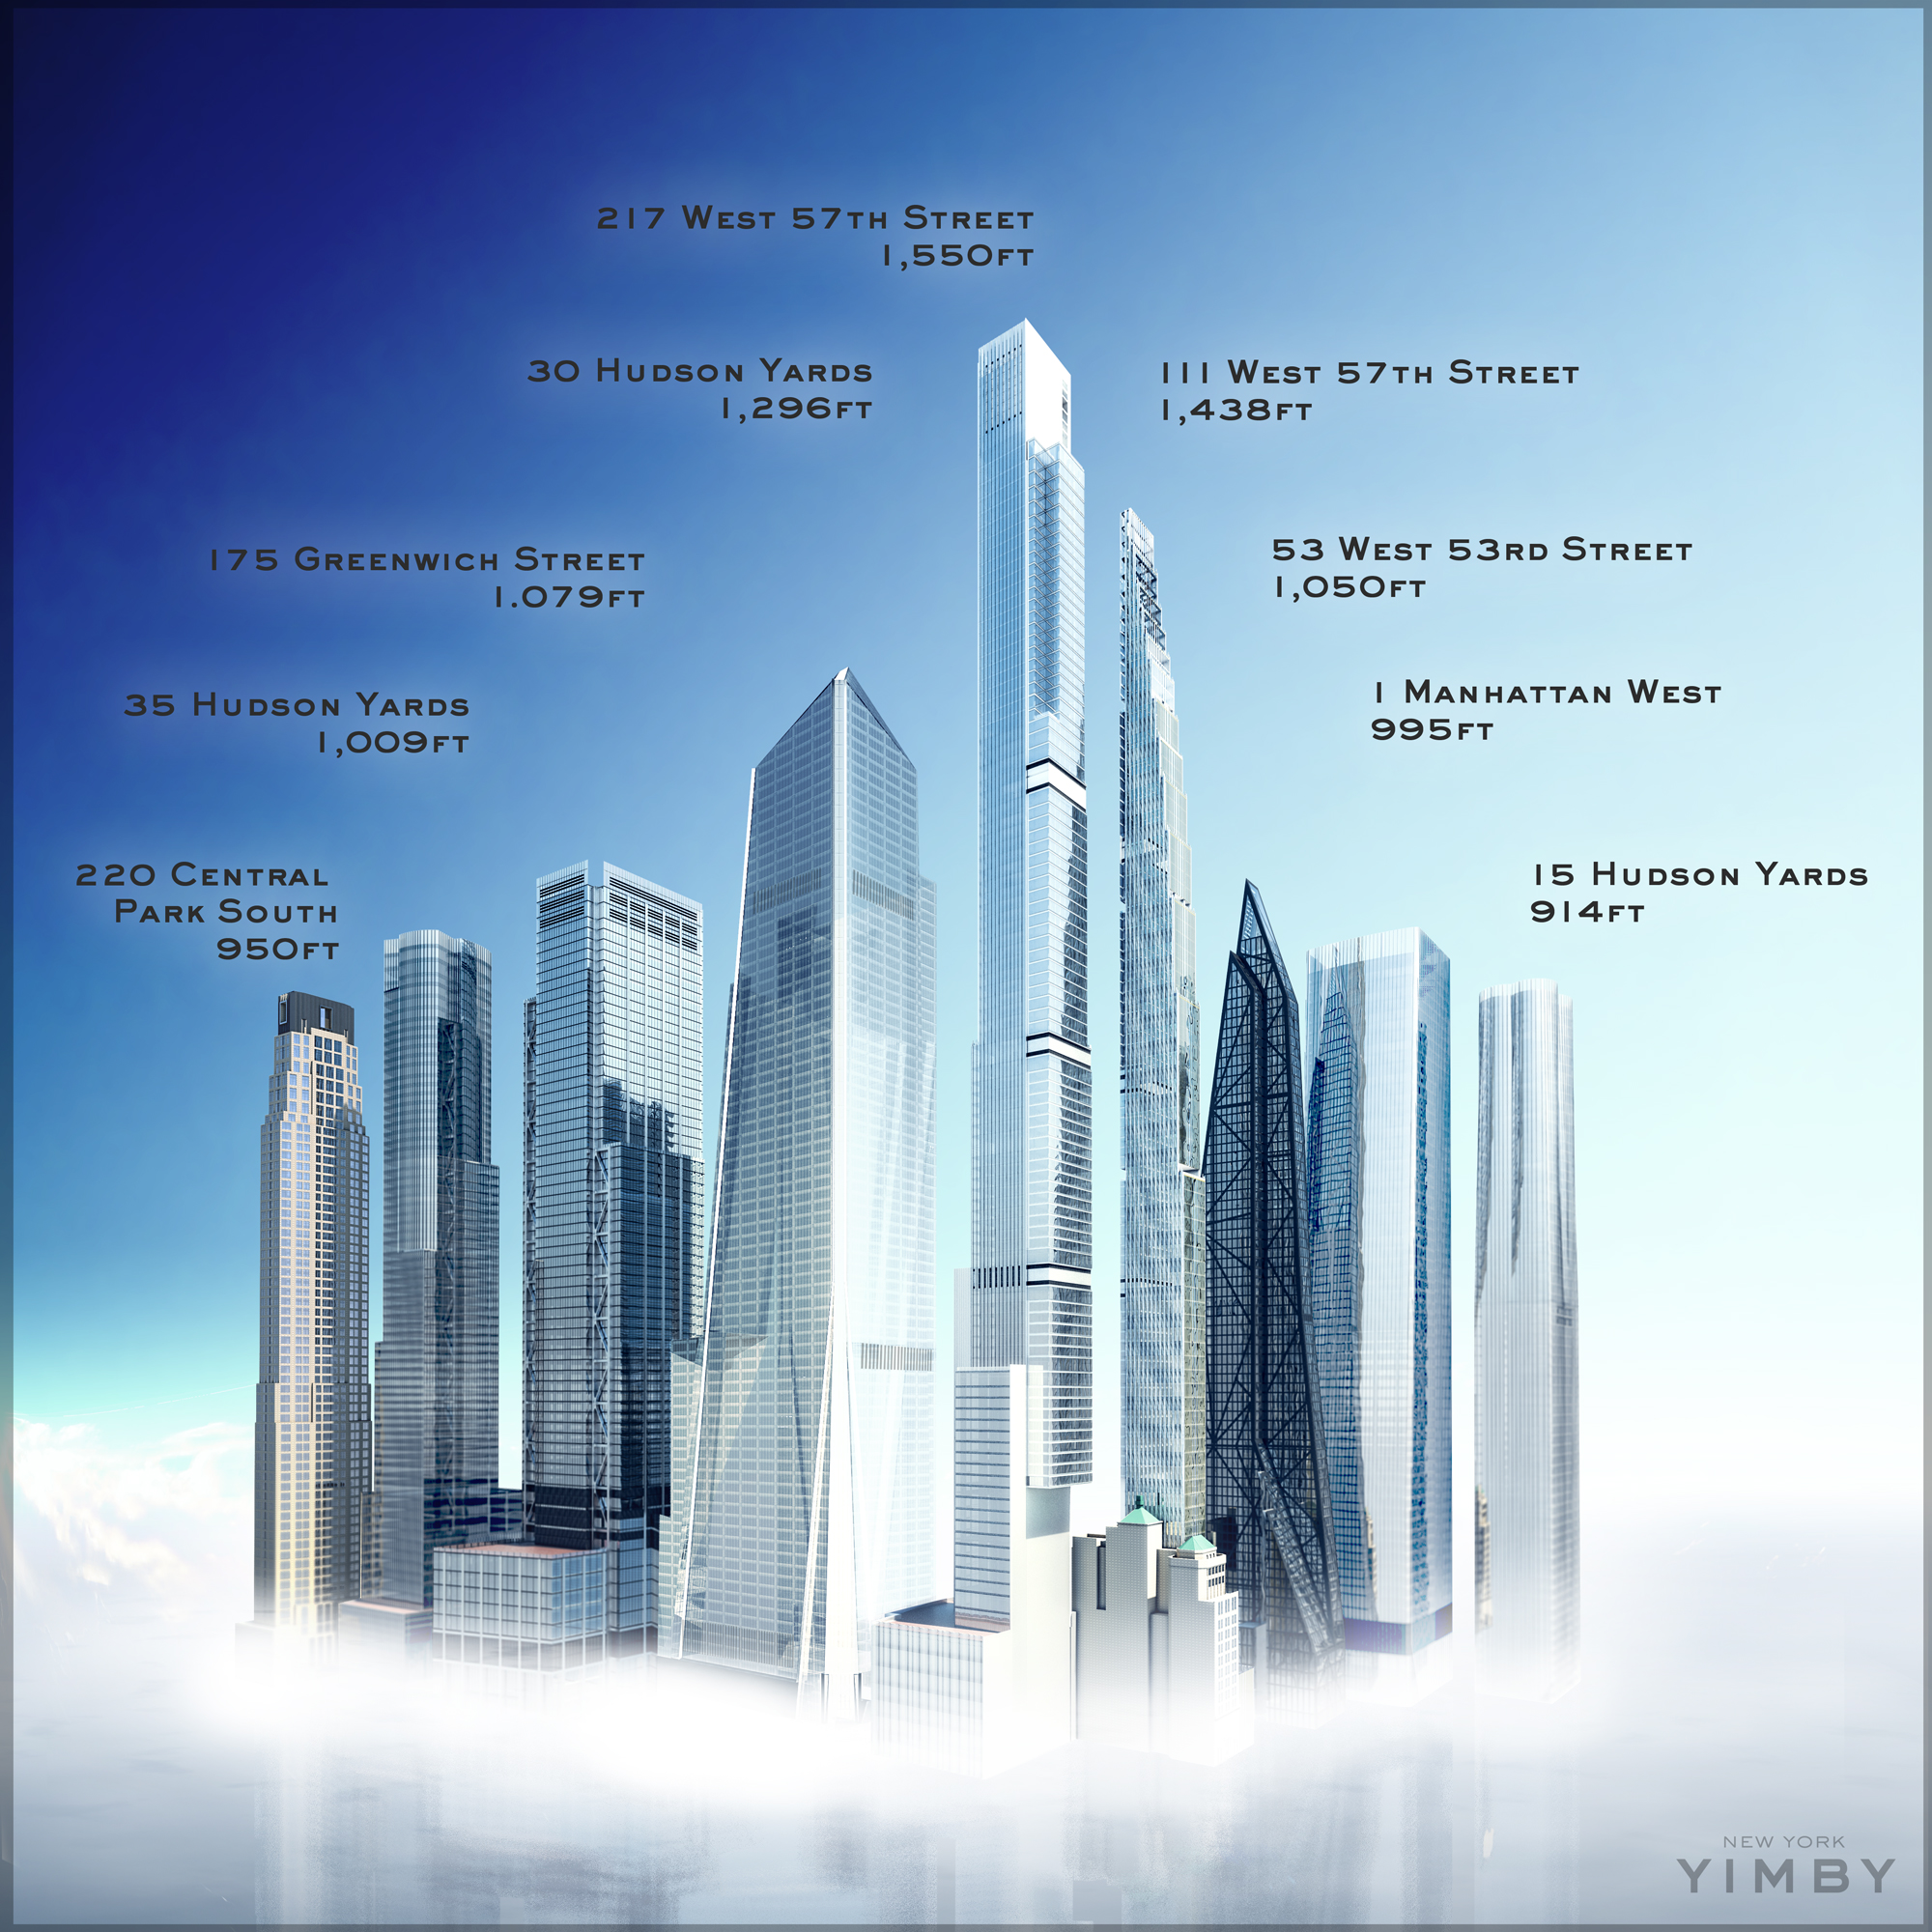 217 West 57th Street
1,550ft
30 Hudson Yards
1,296ft
111 West 57th Street
1,438ft
175 Greenwich Street
1.079ft
53 West 53rd Street
1,050ft
35 Hudson Yards
1,009ft
1 Manhattan West
995ft
220 Central
Park South
950ft
15 Hudson Yards
914ft
NEW YORK
YIMBY